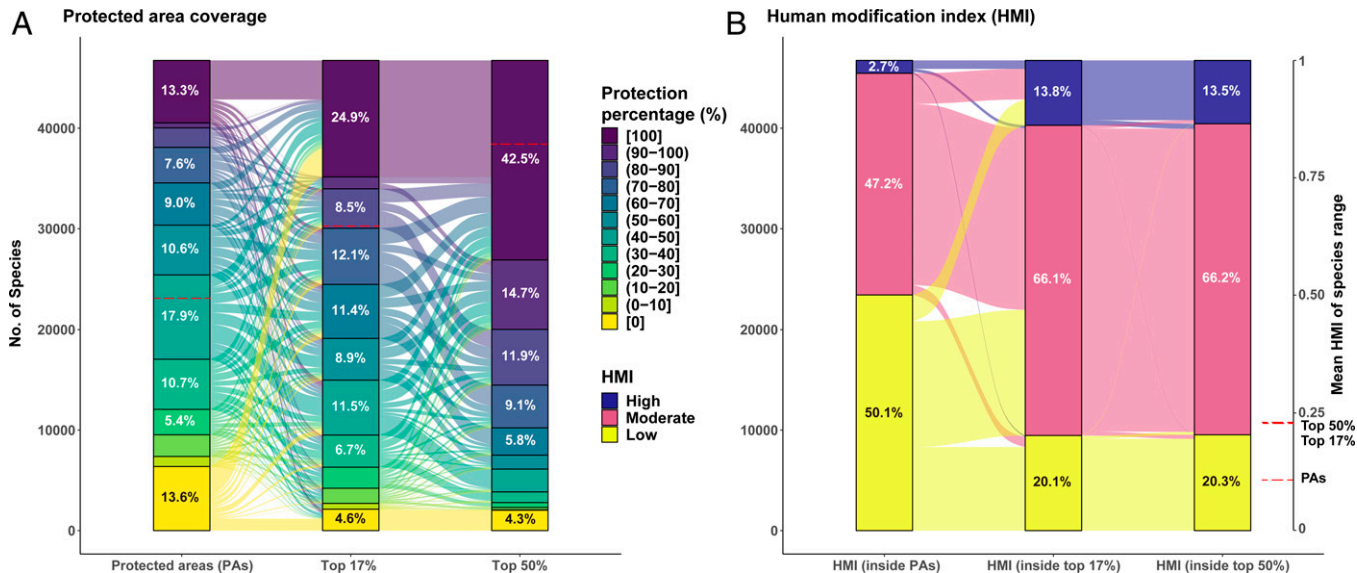 A
Protected area coverage
No. of Species
40000
30000
20000
10000
0
13.3%
7.6%
9.0%
10.6%
17.9%
10.7%
5.4%
13.6%
24.9%
8.5%
12.1%
11.4%
8.9%
11.5%
6.7%
4.6%
42.5%
14.7%
11.9%
9.1%
5.8%
4.3%
Protected areas (PAs)
Top 17%
Top 50%
Protection
percentage (%)
[100]
(90−100)
(80−90]
(70−80]
(60−70]
(50−60]
(40−50]
(30−40]
(20−30]
(10−20]
(0−10]
[0]
HMI
High
Moderate
Low
B
Human modification index (HMI)
40000
30000
20000
10000
0
2.7%
47.2%
50.1%
13.8%
66.1%
20.1%
13.5%
66.2%
20.3%
HMI (inside PAs)
HMI (inside top 17%)
HMI (inside top 50%)
1
0.75
0.50
0.25
0
Top 50%
Top 17%
PAs
Mean HMI of species range